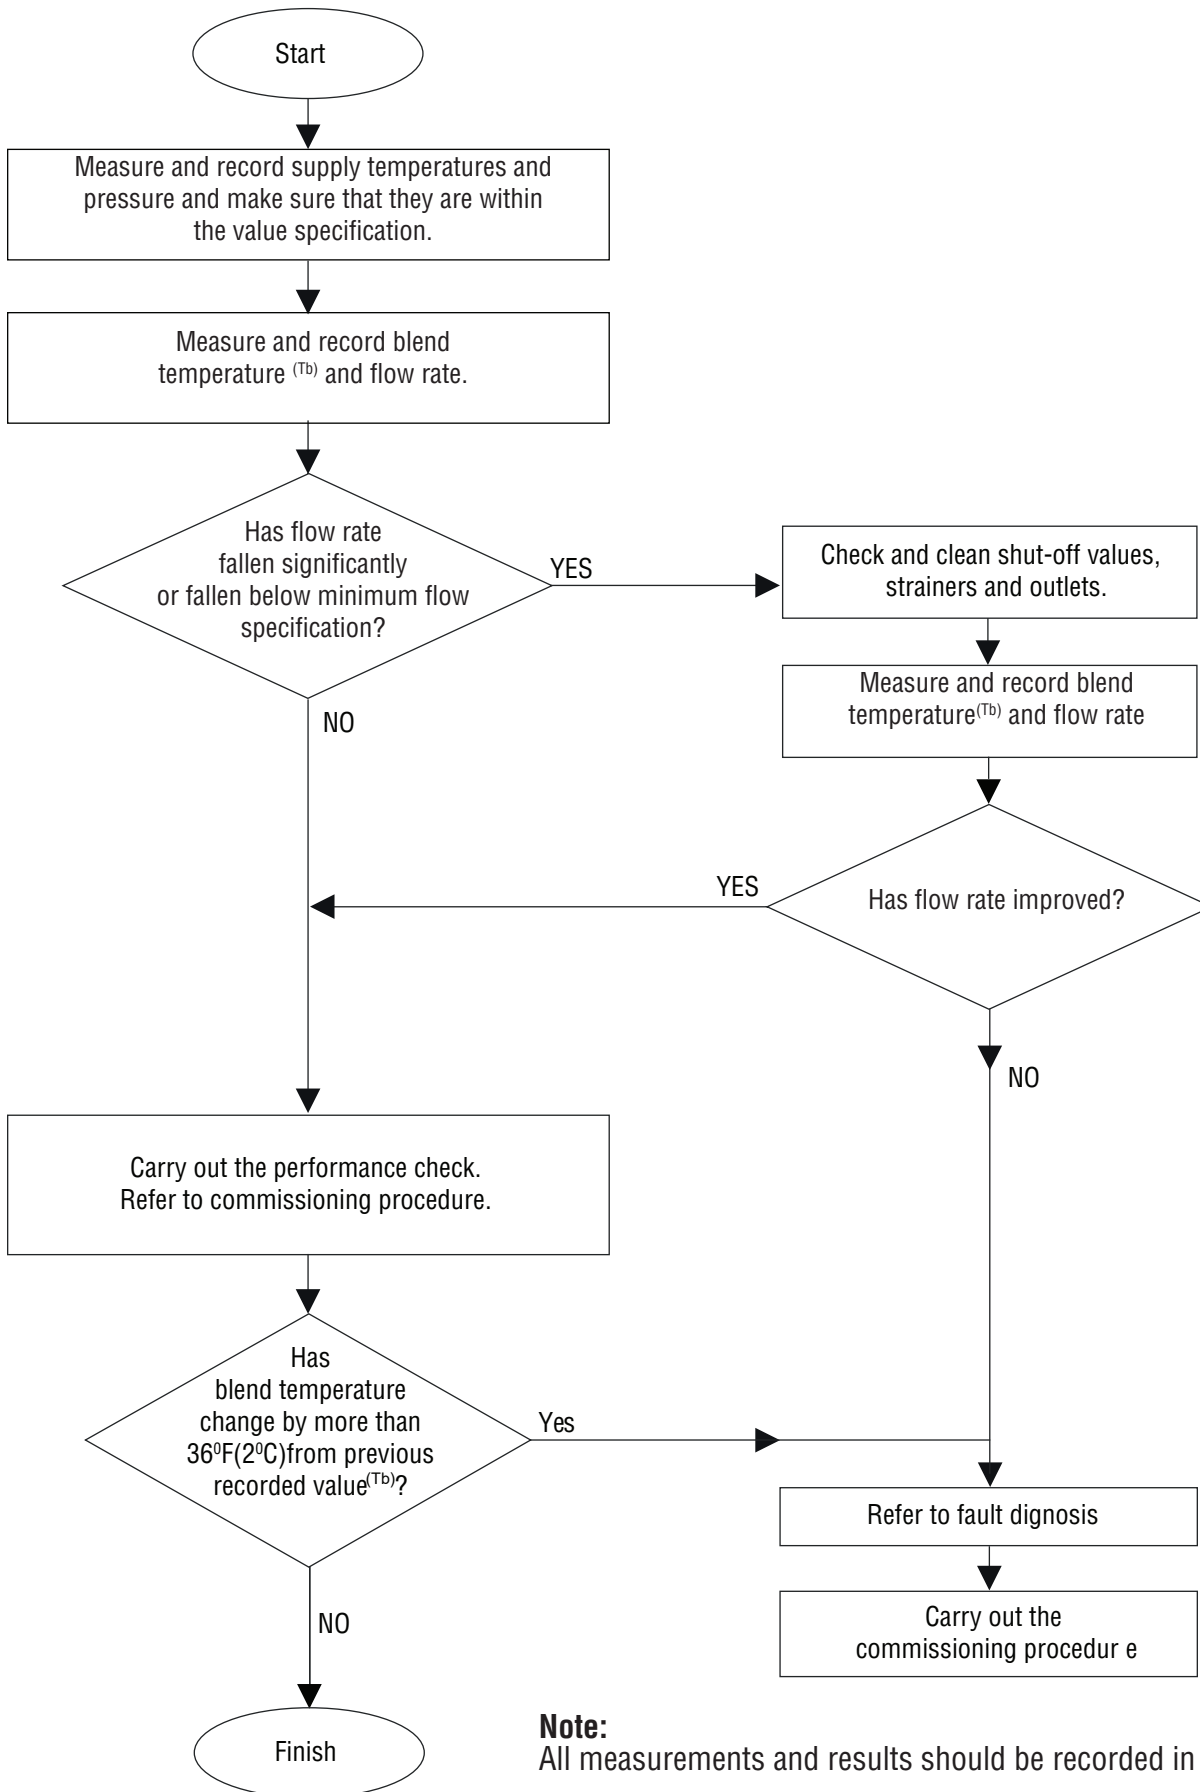 Start
Measure and record supply temperatures and
pressure and make sure that they are within
the value specification.
Measure and record blend
temperature (Tb) and flow rate.
Has flow rate
fallen significantly
or fallen below minimum flow
specification?
YES
NO
Check and clean shut-off values,
strainers and outlets.
Measure and record blend
temperature(Tb) and flow rate
Has flow rate improved?
YES
NO
Carry out the performance check.
Refer to commissioning procedure.
Has
blend temperature
change by more than
36⁰F(2⁰C)from previous
recorded value(Tb)?
Yes
NO
Refer to fault dignosis
Carry out the
commissioning procedur e
Finish
Note:
All measurements and results should be recorded in